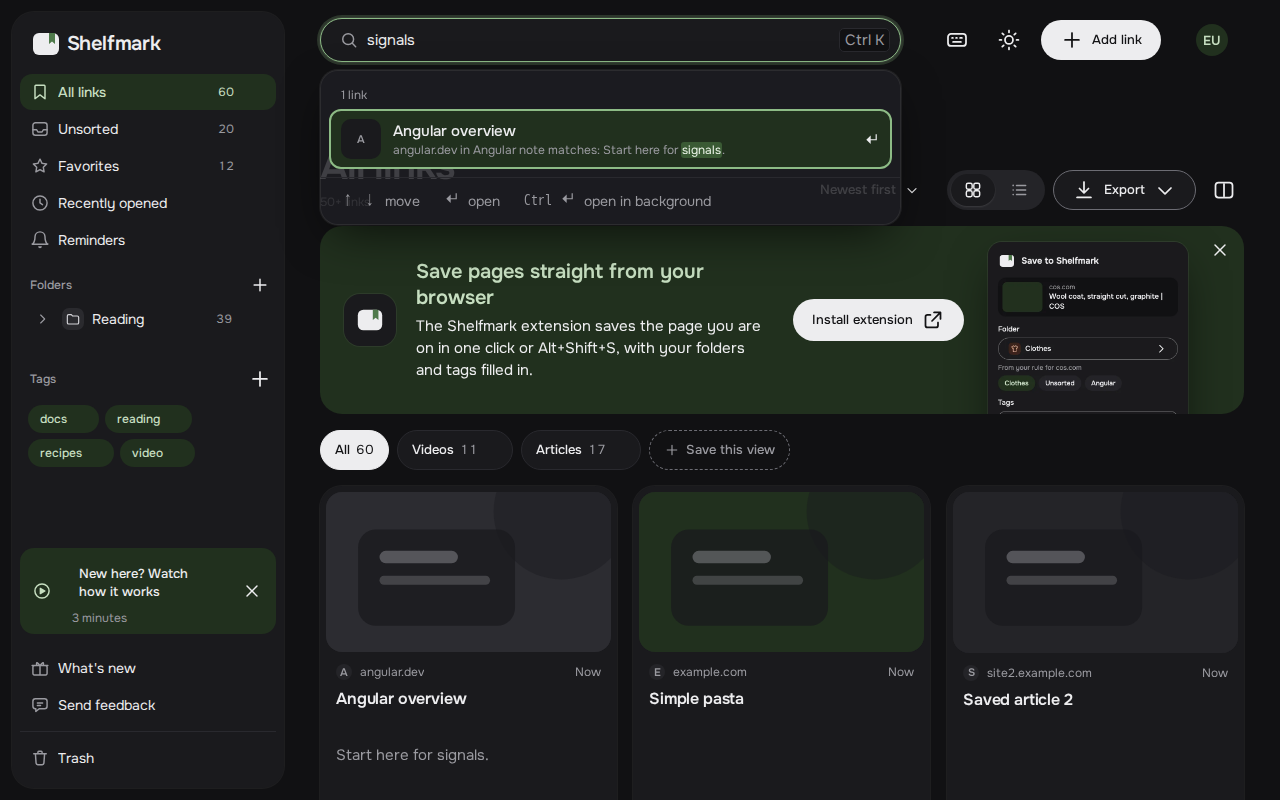 Shelfmark
All links 60
Unsorted 20
Favorites 12
Recently opened
Reminders
Folders
Reading 39
Tags
docs reading
recipes video
New here? Watch
how it works
3 minutes
What's new
Send feedback
Trash
signals Ctrl K
Add link
EU
1 link
A
Angular overview
angular.dev in Angular note matches: Start here for signals.
All links
50+ links
↑ ↓ move ↵ open Ctrl ↵ open in background
Newest first
Export
Save pages straight from your
browser
The Shelfmark extension saves the page you are
on in one click or Alt+Shift+S, with your folders
and tags filled in.
Install extension
Save to Shelfmark
cos.com
Wool coat, straight cut, graphite |
COS
Folder
Clothes
From your rule for cos.com
Clothes Unsorted Angular
Tags
All 60 Videos 11 Articles 17 + Save this view
A angular.dev Now
Angular overview
Start here for signals.
E example.com Now
Simple pasta
S site2.example.com Now
Saved article 2